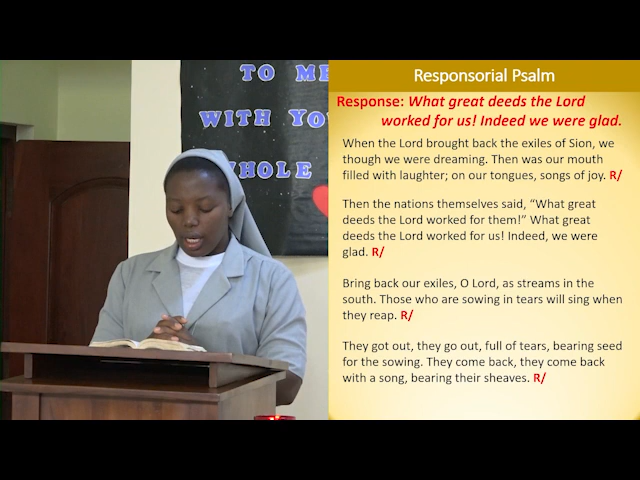 TO ME
WITH YOU
WHOLE
Responsorial Psalm
Response: What great deeds the Lord
worked for us! Indeed we were glad.
When the Lord brought back the exiles of Sion, we
though we were dreaming. Then was our mouth
filled with laughter; on our tongues, songs of joy. R/
Then the nations themselves said, “What great
deeds the Lord worked for them!” What great
deeds the Lord worked for us! Indeed, we were
glad. R/
Bring back our exiles, O Lord, as streams in the
south. Those who are sowing in tears will sing when
they reap. R/
They got out, they go out, full of tears, bearing seed
for the sowing. They come back, they come back
with a song, bearing their sheaves. R/